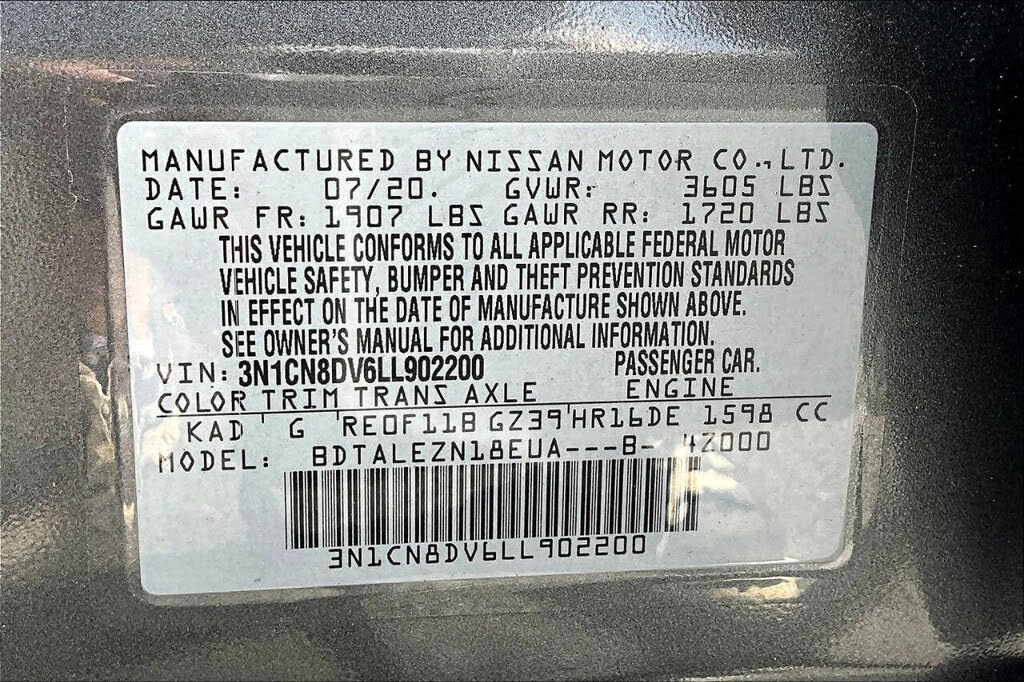 MANUFACTURED BY NISSAN MOTOR CO., LTD.
DATE: 07/20. GVWR: 3605 LBS
GAWR FR: 1907 LBS GAWR RR: 1720 LBS
THIS VEHICLE CONFORMS TO ALL APPLICABLE FEDERAL MOTOR
VEHICLE SAFETY, BUMPER AND THEFT PREVENTION STANDARDS
IN EFFECT ON THE DATE OF MANUFACTURE SHOWN ABOVE.
SEE OWNER'S MANUAL FOR ADDITIONAL INFORMATION.
VIN: 3N1CN8DV6LL902200 PASSENGER CAR.
COLOR TRIM TRANS AXLE ENGINE
KAD G RE0F11B GZ39 HR16DE 1598 CC
MODEL: BDTALEZN18EUA---B- 4Z000
3N1CN8DV6LL902200